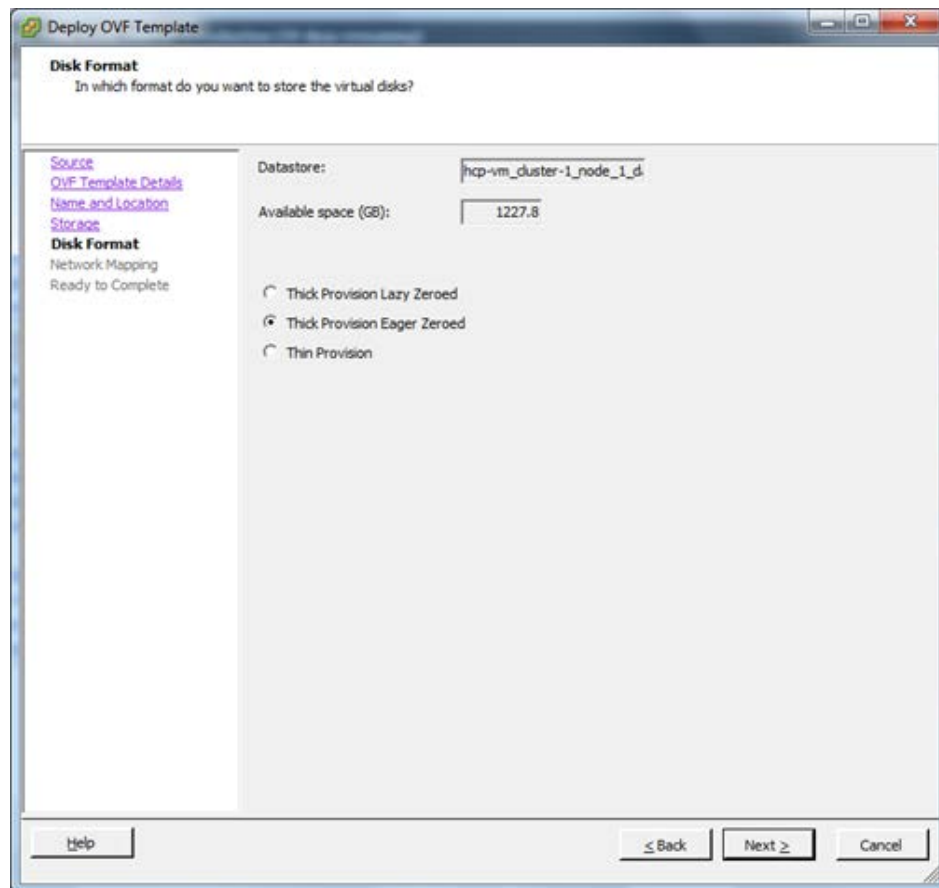 Deploy OVF Template
Disk Format
In which format do you want to store the virtual disks?
Source
OVF Template Details
Name and Location
Storage
Disk Format
Network Mapping
Ready to Complete
Datastore:
hcp-vm_cluster-1_node_1_d
Available space (GB):
1227.8
Thick Provision Lazy Zeroed
Thick Provision Eager Zeroed
Thin Provision
Help
< Back
Next >
Cancel